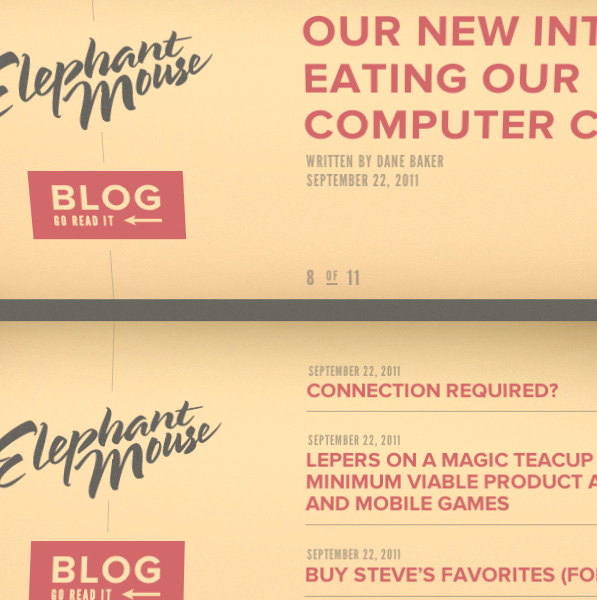 Elephant
Mouse
BLOG
GO READ IT
OUR NEW INT
EATING OUR
COMPUTER C
WRITTEN BY DANE BAKER
SEPTEMBER 22, 2011
8 OF 11
Elephant
Mouse
BLOG
GO READ IT
SEPTEMBER 22, 2011
CONNECTION REQUIRED?
SEPTEMBER 22, 2011
LEPERS ON A MAGIC TEACUP
MINIMUM VIABLE PRODUCT A
AND MOBILE GAMES
SEPTEMBER 22, 2011
BUY STEVE'S FAVORITES (FO